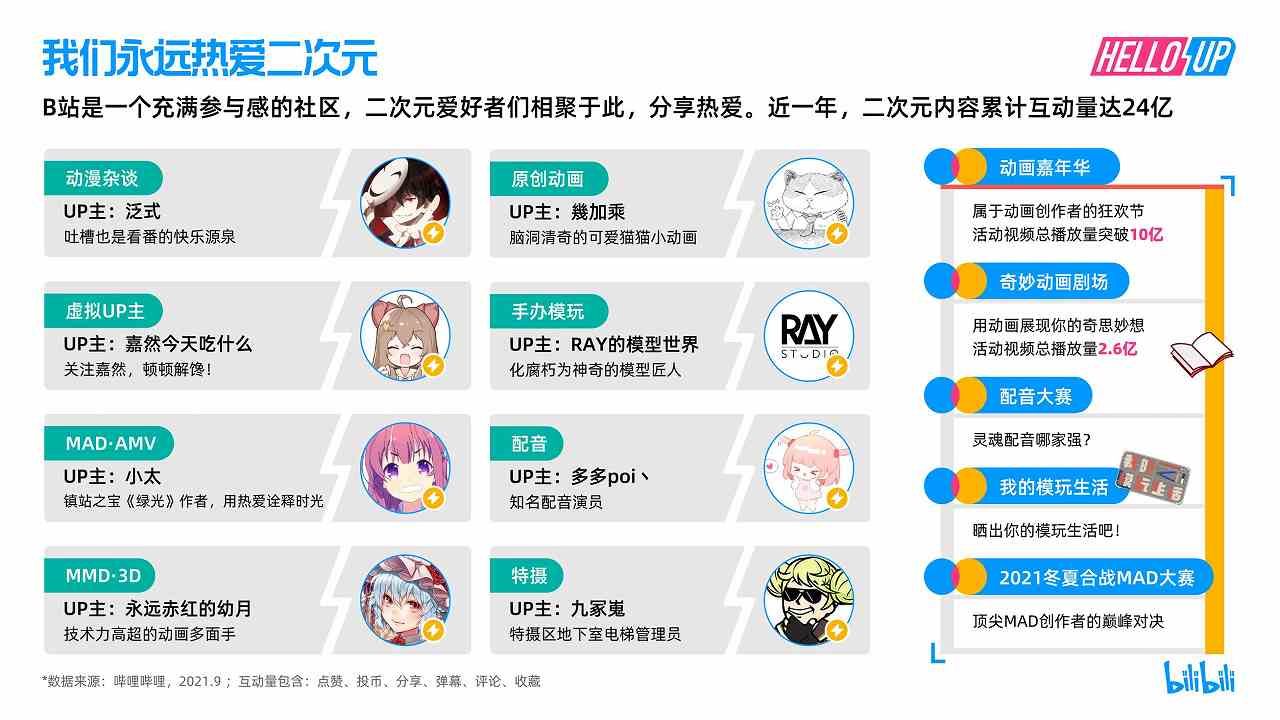 我们永远热爱二次元
HELLO UP
B站是一个充满参与感的社区，二次元爱好者们相聚于此，分享热爱。近一年，二次元内容累计互动量达24亿
动漫杂谈
UP主：泛式
吐槽也是看番的快乐源泉
原创动画
UP主：幾加乘
脑洞清奇的可爱猫猫小动画
虚拟UP主
UP主：嘉然今天吃什么
关注嘉然，顿顿解馋！
手办模玩
UP主：RAY的模型世界
化腐朽为神奇的模型匠人
RAY
STUDIO
MAD·AMV
UP主：小太
镇站之宝《绿光》作者，用热爱诠释时光
配音
UP主：多多poi丶
知名配音演员
MMD·3D
UP主：永远赤红的幼月
技术力高超的动画多面手
特摄
UP主：九冢嵬
特摄区地下室电梯管理员
动画嘉年华
属于动画创作者的狂欢节
活动视频总播放量突破10亿
奇妙动画剧场
用动画展现你的奇思妙想
活动视频总播放量2.6亿
配音大赛
灵魂配音哪家强？
我的模玩生活
晒出你的模玩生活吧！
2021冬夏合战MAD大赛
顶尖MAD创作者的巅峰对决
*数据来源：哔哩哔哩，2021.9 ；互动量包含：点赞、投币、分享、弹幕、评论、收藏
bilibili